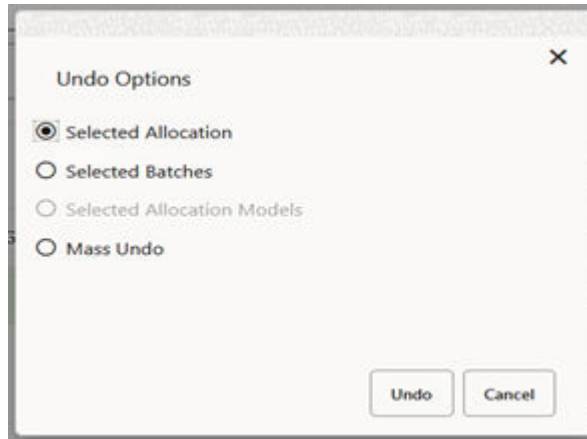 Undo Options
Selected Allocation
Selected Batches
Selected Allocation Models
Mass Undo
Undo Cancel